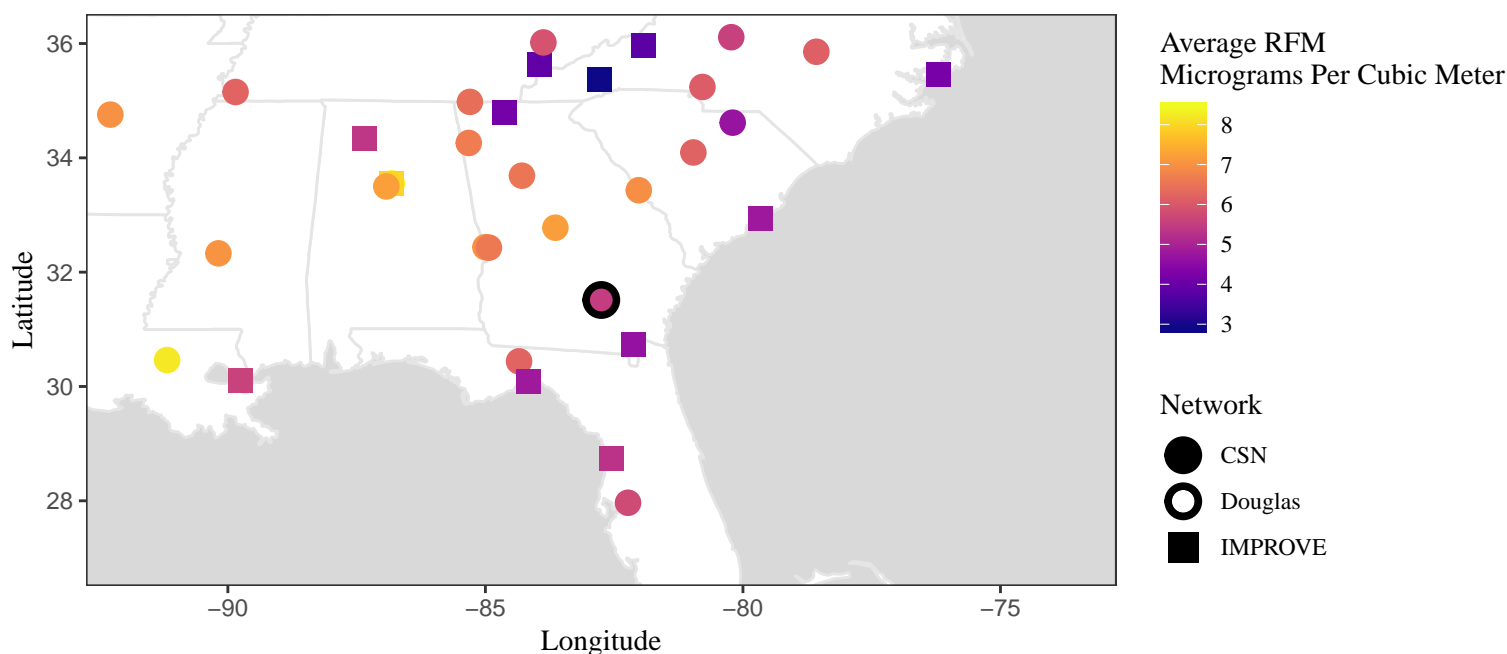 36
34
32
30
28
Latitude
−90
−85
−80
−75
Longitude
Average RFM
Micrograms Per Cubic Meter
8
7
6
5
4
3
Network
CSN
Douglas
IMPROVE